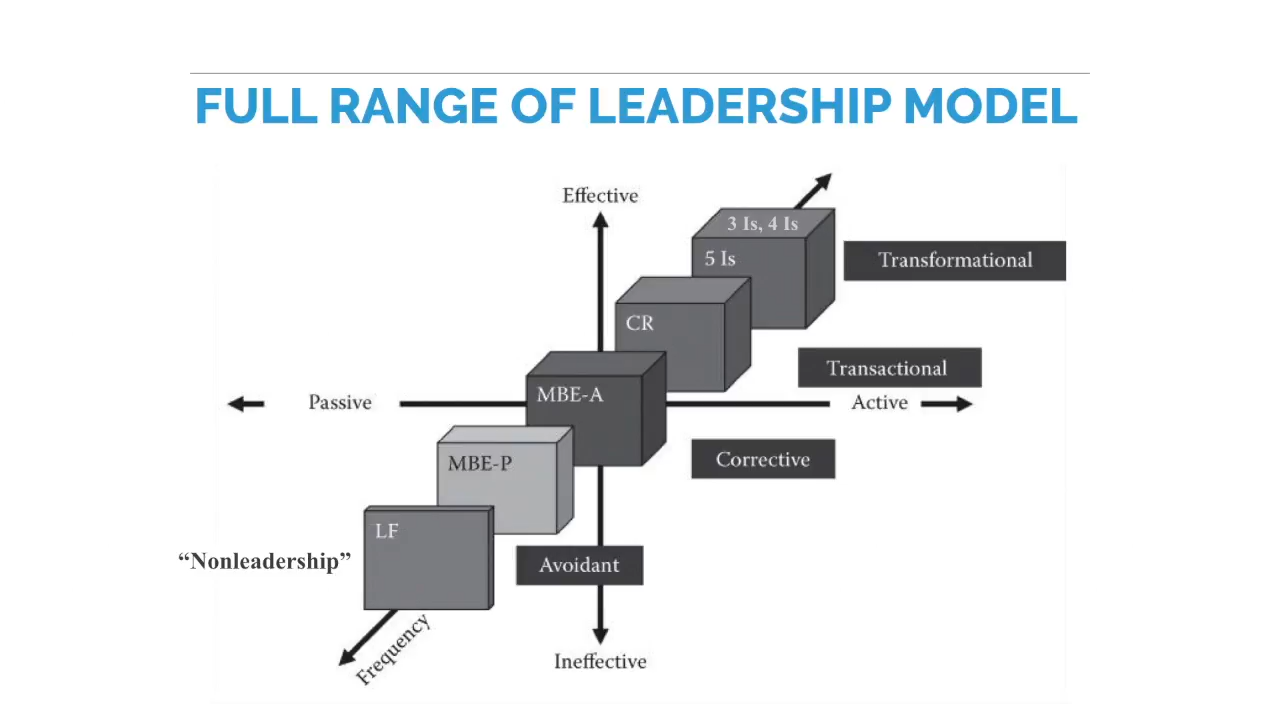 FULL RANGE OF LEADERSHIP MODEL
Effective
3 Is, 4 Is
5 Is
Transformational
CR
Transactional
MBE-A
Passive
Active
MBE-P
Corrective
LF
“Nonleadership”
Avoidant
Frequency
Ineffective